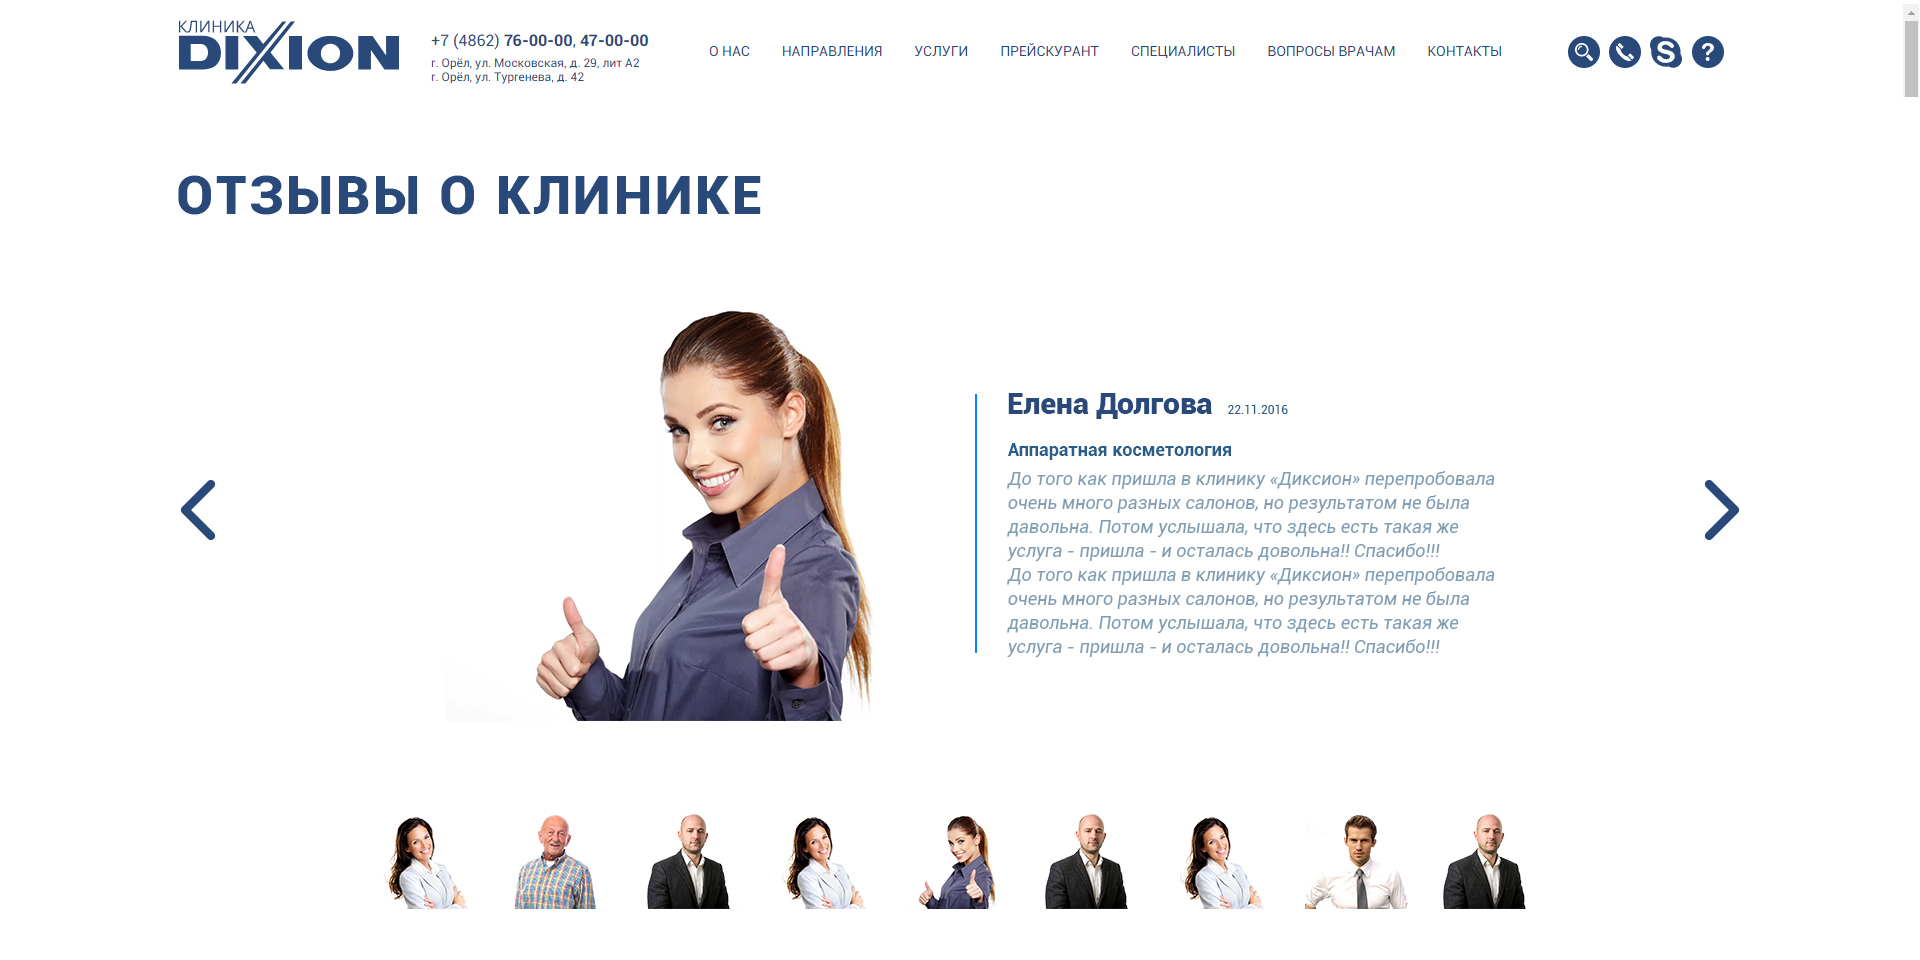 КЛИНИКА
DIXION
+7 (4862) 76-00-00, 47-00-00
г. Орёл, ул. Московская, д. 29, лит А2
г. Орёл, ул. Тургенева, д. 42
О НАС НАПРАВЛЕНИЯ УСЛУГИ ПРЕЙСКУРАНТ СПЕЦИАЛИСТЫ ВОПРОСЫ ВРАЧАМ КОНТАКТЫ
ОТЗЫВЫ О КЛИНИКЕ
Елена Долгова 22.11.2016
Аппаратная косметология
До того как пришла в клинику «Диксион» перепробовала
очень много разных салонов, но результатом не была
давольна. Потом услышала, что здесь есть такая же
услуга - пришла - и осталась довольна!! Спасибо!!!
До того как пришла в клинику «Диксион» перепробовала
очень много разных салонов, но результатом не была
давольна. Потом услышала, что здесь есть такая же
услуга - пришла - и осталась довольна!! Спасибо!!!